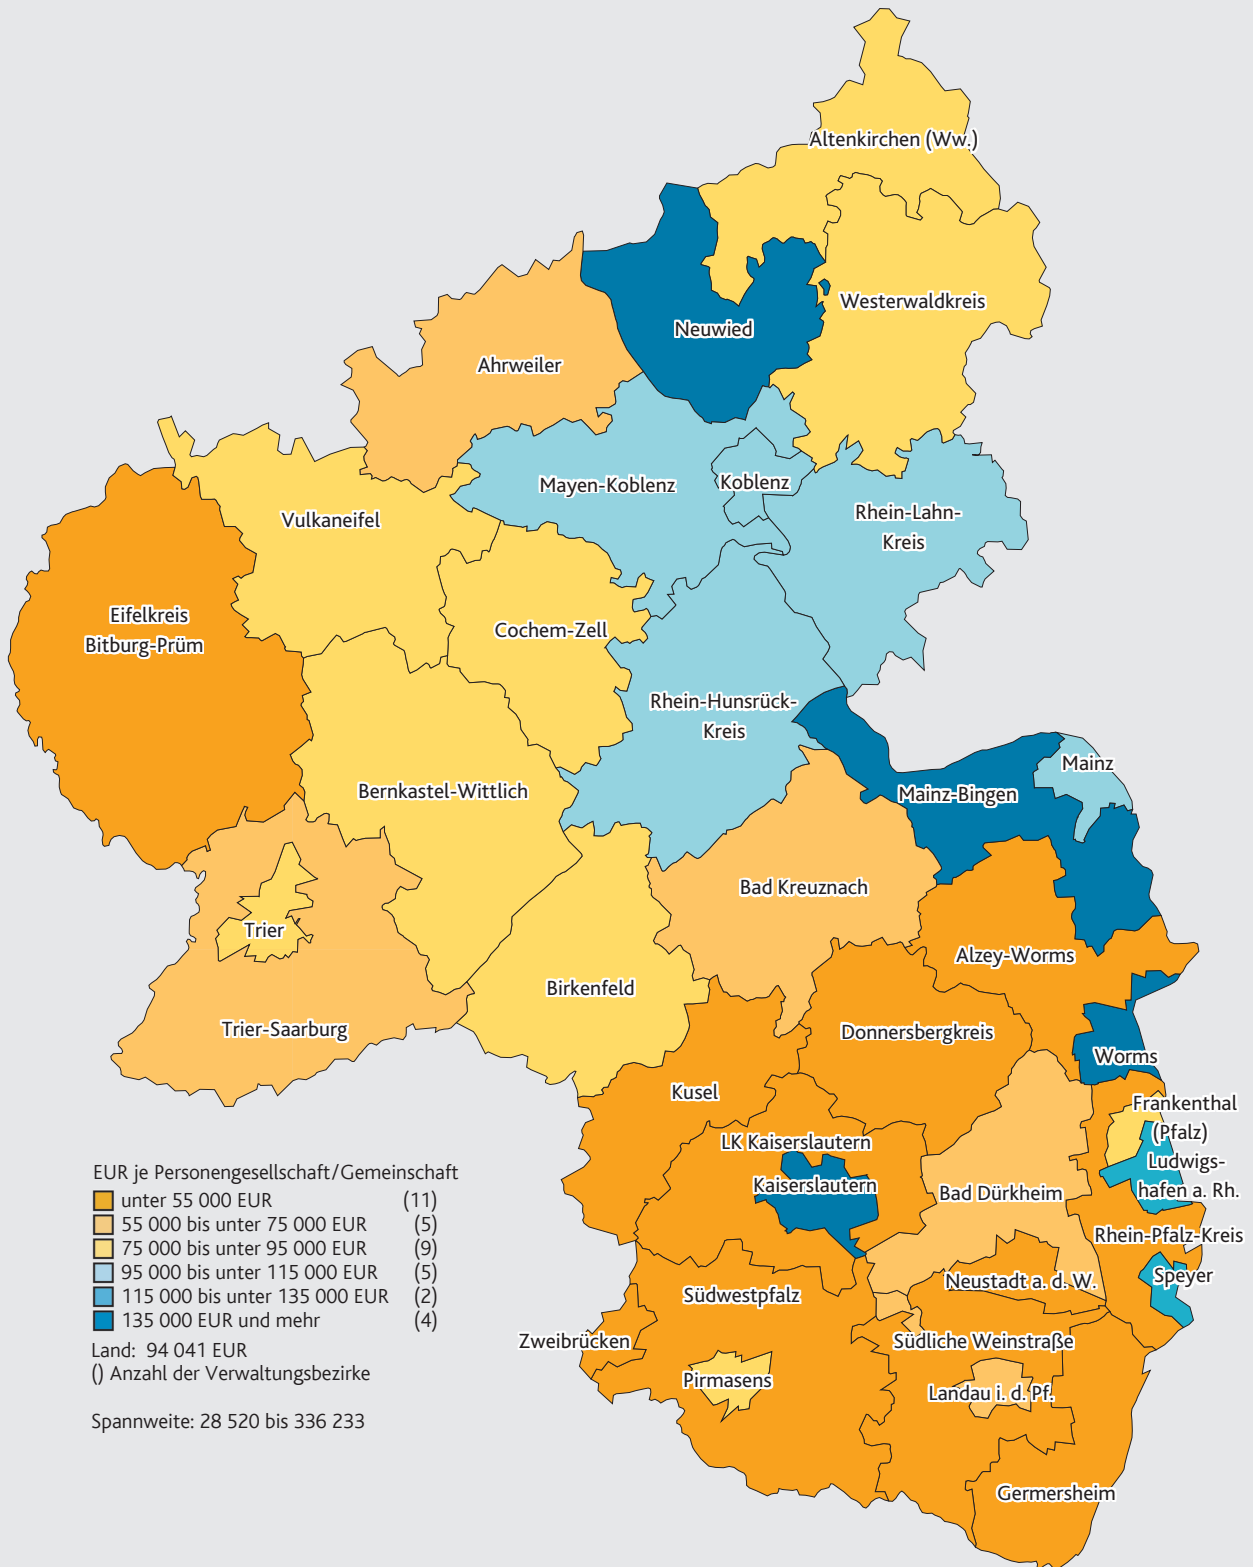 Altenkirchen (Ww.)
Westerwaldkreis
Neuwied
Ahrweiler
Mayen-Koblenz
Koblenz
Rhein-Lahn-
Kreis
Vulkaneifel
Eifelkreis
Bitburg-Prüm
Cochem-Zell
Rhein-Hunsrück-
Kreis
Mainz
Bernkastel-Wittlich
Mainz-Bingen
Bad Kreuznach
Trier
Alzey-Worms
Birkenfeld
Trier-Saarburg
Donnersbergkreis
Worms
Kusel
Frankenthal
(Pfalz)
LK Kaiserslautern
Ludwigs-
hafen a. Rh.
Kaiserslautern
Bad Dürkheim
Rhein-Pfalz-Kreis
Speyer
Neustadt a. d. W.
Südwestpfalz
Zweibrücken
Südliche Weinstraße
Pirmasens
Landau i. d. Pf.
Germersheim
EUR je Personengesellschaft/Gemeinschaft
unter 55 000 EUR (11)
55 000 bis unter 75 000 EUR (5)
75 000 bis unter 95 000 EUR (9)
95 000 bis unter 115 000 EUR (5)
115 000 bis unter 135 000 EUR (2)
135 000 EUR und mehr (4)
Land: 94 041 EUR
() Anzahl der Verwaltungsbezirke
Spannweite: 28 520 bis 336 233